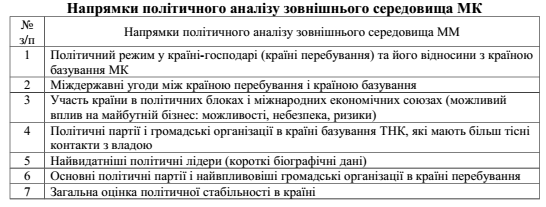 Напрямки політичного аналізу зовнішнього середовища МК
№ з/п Напрямки політичного аналізу зовнішнього середовища ММ
1 Політичний режим у країні-господарі (країні перебування) та його відносини з країною
базування МК
2 Міждержавні угоди між країною перебування і країною базування
3 Участь країни в політичних блоках і міжнародних економічних союзах (можливий
вплив на майбутній бізнес: можливості, небезпека, ризики)
4 Політичні партії і громадські організації в країні базування ТНК, які мають більш тісні
контакти з владою
5 Найвидатніші політичні лідери (короткі біографічні дані)
6 Основні політичні партії і найвпливовіші громадські організації в країні перебування
7 Загальна оцінка політичної стабільності в країні